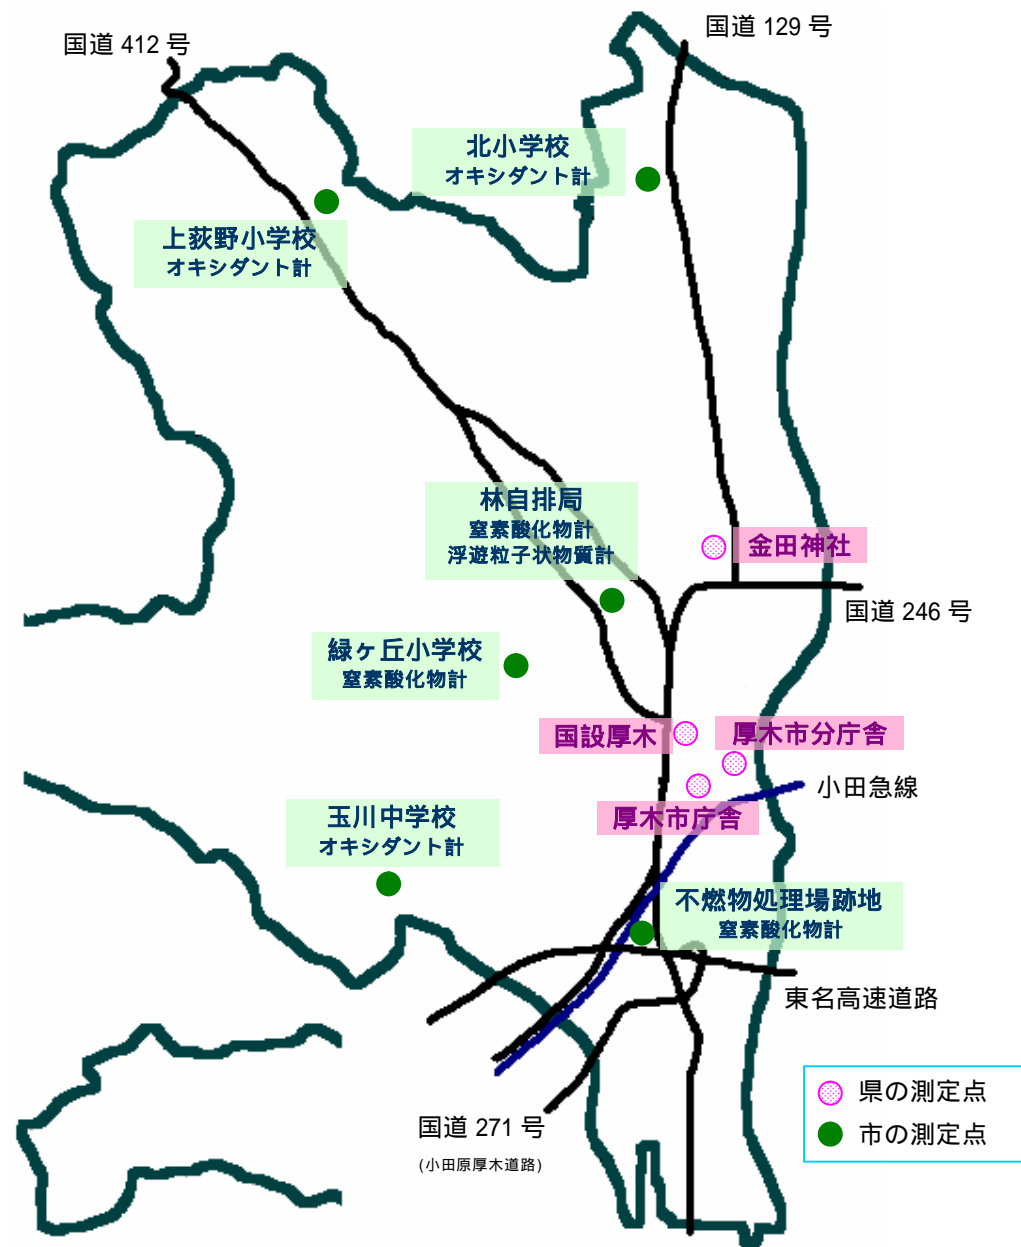 国道 412 号
国道 129 号
北小学校
オキシダント計
上荻野小学校
オキシダント計
林自排局
窒素酸化物計
浮遊粒子状物質計
金田神社
国道 246 号
緑ヶ丘小学校
窒素酸化物計
国設厚木
厚木市分庁舎
小田急線
厚木市庁舎
玉川中学校
オキシダント計
不燃物処理場跡地
窒素酸化物計
東名高速道路
県の測定点
市の測定点
国道 271 号
(小田原厚木道路)